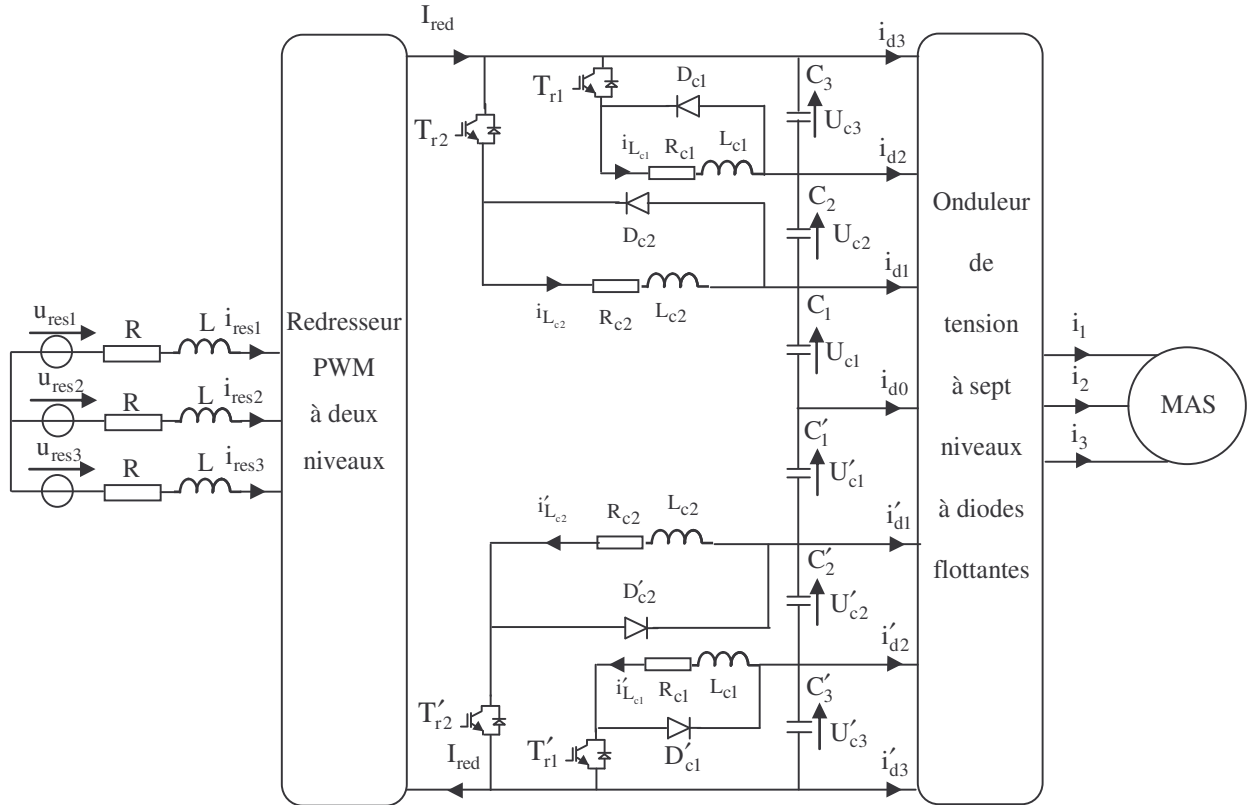 I_red
i_d3
T_r1
D_c1
C_3
U_c3
T_r2
i_Lc1
R_c1
L_c1
i_d2
D_c2
C_2
U_c2
i_Lc2
R_c2
L_c2
i_d1
C_1
U_c1
i_d0
C′_1
U′_c1
u_res1
R
L
i_res1
u_res2
R
L
i_res2
u_res3
R
L
i_res3
Redresseur
PWM
à deux
niveaux
i′_Lc2
R_c2
L_c2
i′_d1
D′_c2
C′_2
U′_c2
i′_d2
i′_Lc1
R_c1
L_c1
C′_3
U′_c3
T′_r2
T′_r1
D′_c1
I_red
i′_d3
Onduleur
de
tension
à sept
niveaux
à diodes
flottantes
i_1
i_2
i_3
MAS